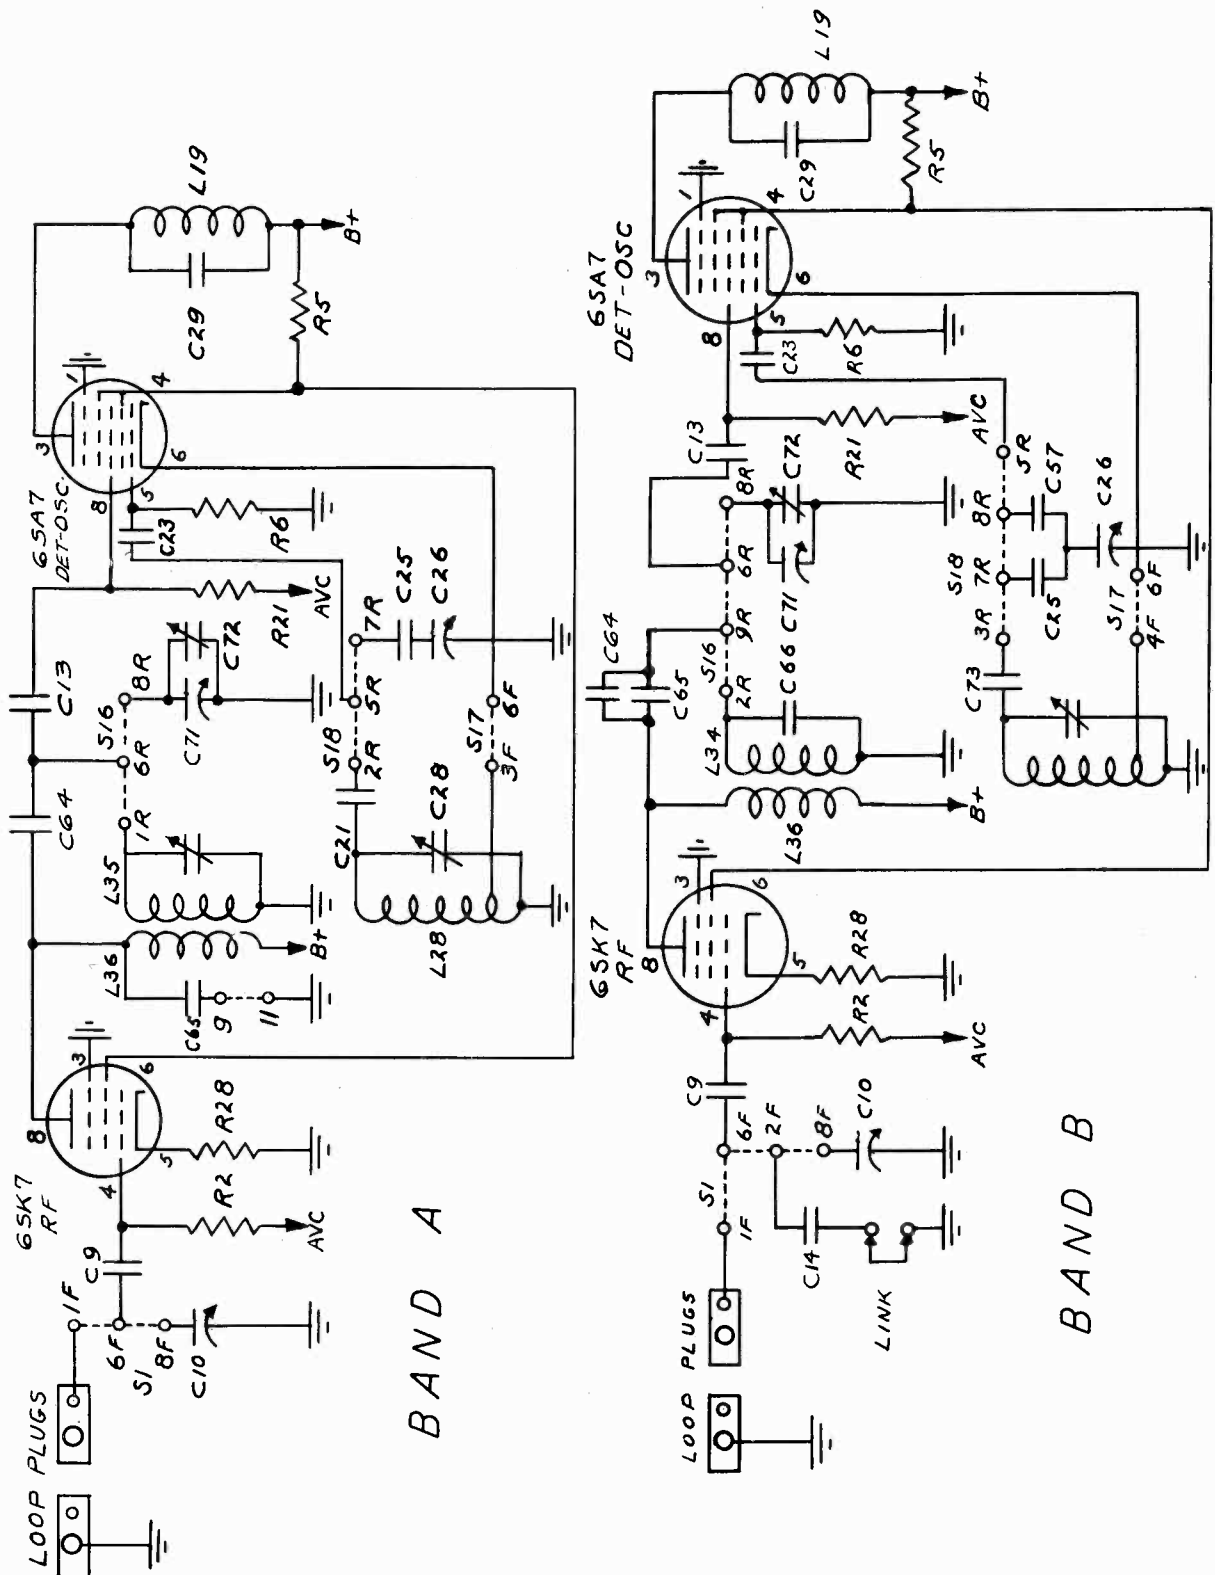 LOOP PLUGS
1F
6F
S1
8F
C10
C9
6SK7
RF
4
8
3
6
5
R2
AVC
R28
C65
9
11
L36
B+
L35
C64
1R
6R
S16
8R
C13
C71
C72
L28
C28
C21
2R
S18
5R
7R
C25
C26
3F
S17
6F
R21
AVC
C23
R6
6SA7
DET-OSC.
8
3
1
4
5
6
R5
C29
L19
B+
BAND A
LOOP PLUGS
1F
S1
6F
2F
8F
C10
C14
LINK
C9
6SK7
RF
4
8
3
6
5
R2
AVC
R28
L36
B+
L34
C66
C64
C65
2R
S16
9R
6R
8R
C71
C72
C13
C73
3R
S18
7R
8R
5R
C25
C57
C26
4F
S17
6F
R21
AVC
C23
R6
6SA7
DET-OSC
8
3
1
4
5
6
R5
C29
L19
B+
BAND B